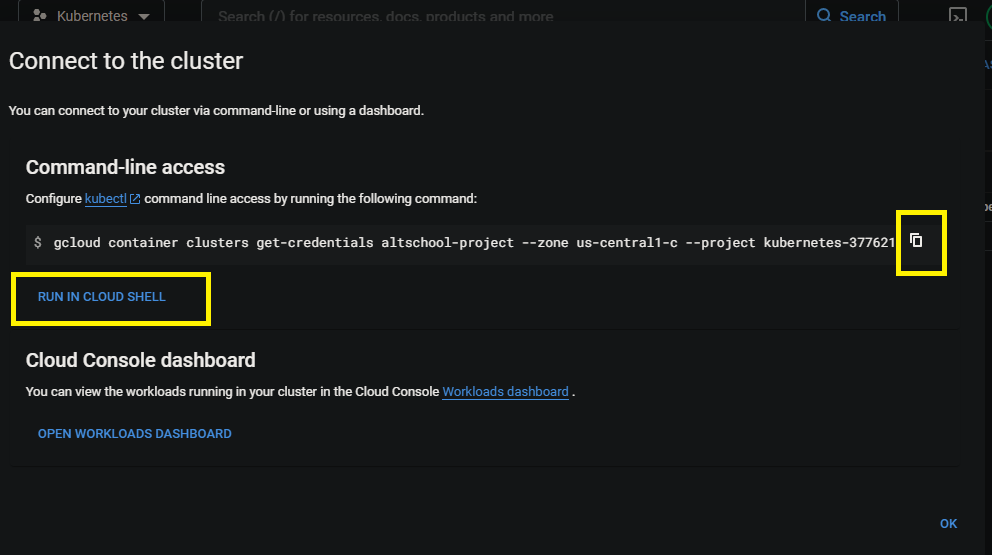 Kubernetes
Search (/) for resources, docs, products and more
Search
Connect to the cluster
You can connect to your cluster via command-line or using a dashboard.
Command-line access
Configure kubectl command line access by running the following command:
$ gcloud container clusters get-credentials altschool-project --zone us-central1-c --project kubernetes-377621
RUN IN CLOUD SHELL
Cloud Console dashboard
You can view the workloads running in your cluster in the Cloud Console Workloads dashboard .
OPEN WORKLOADS DASHBOARD
OK